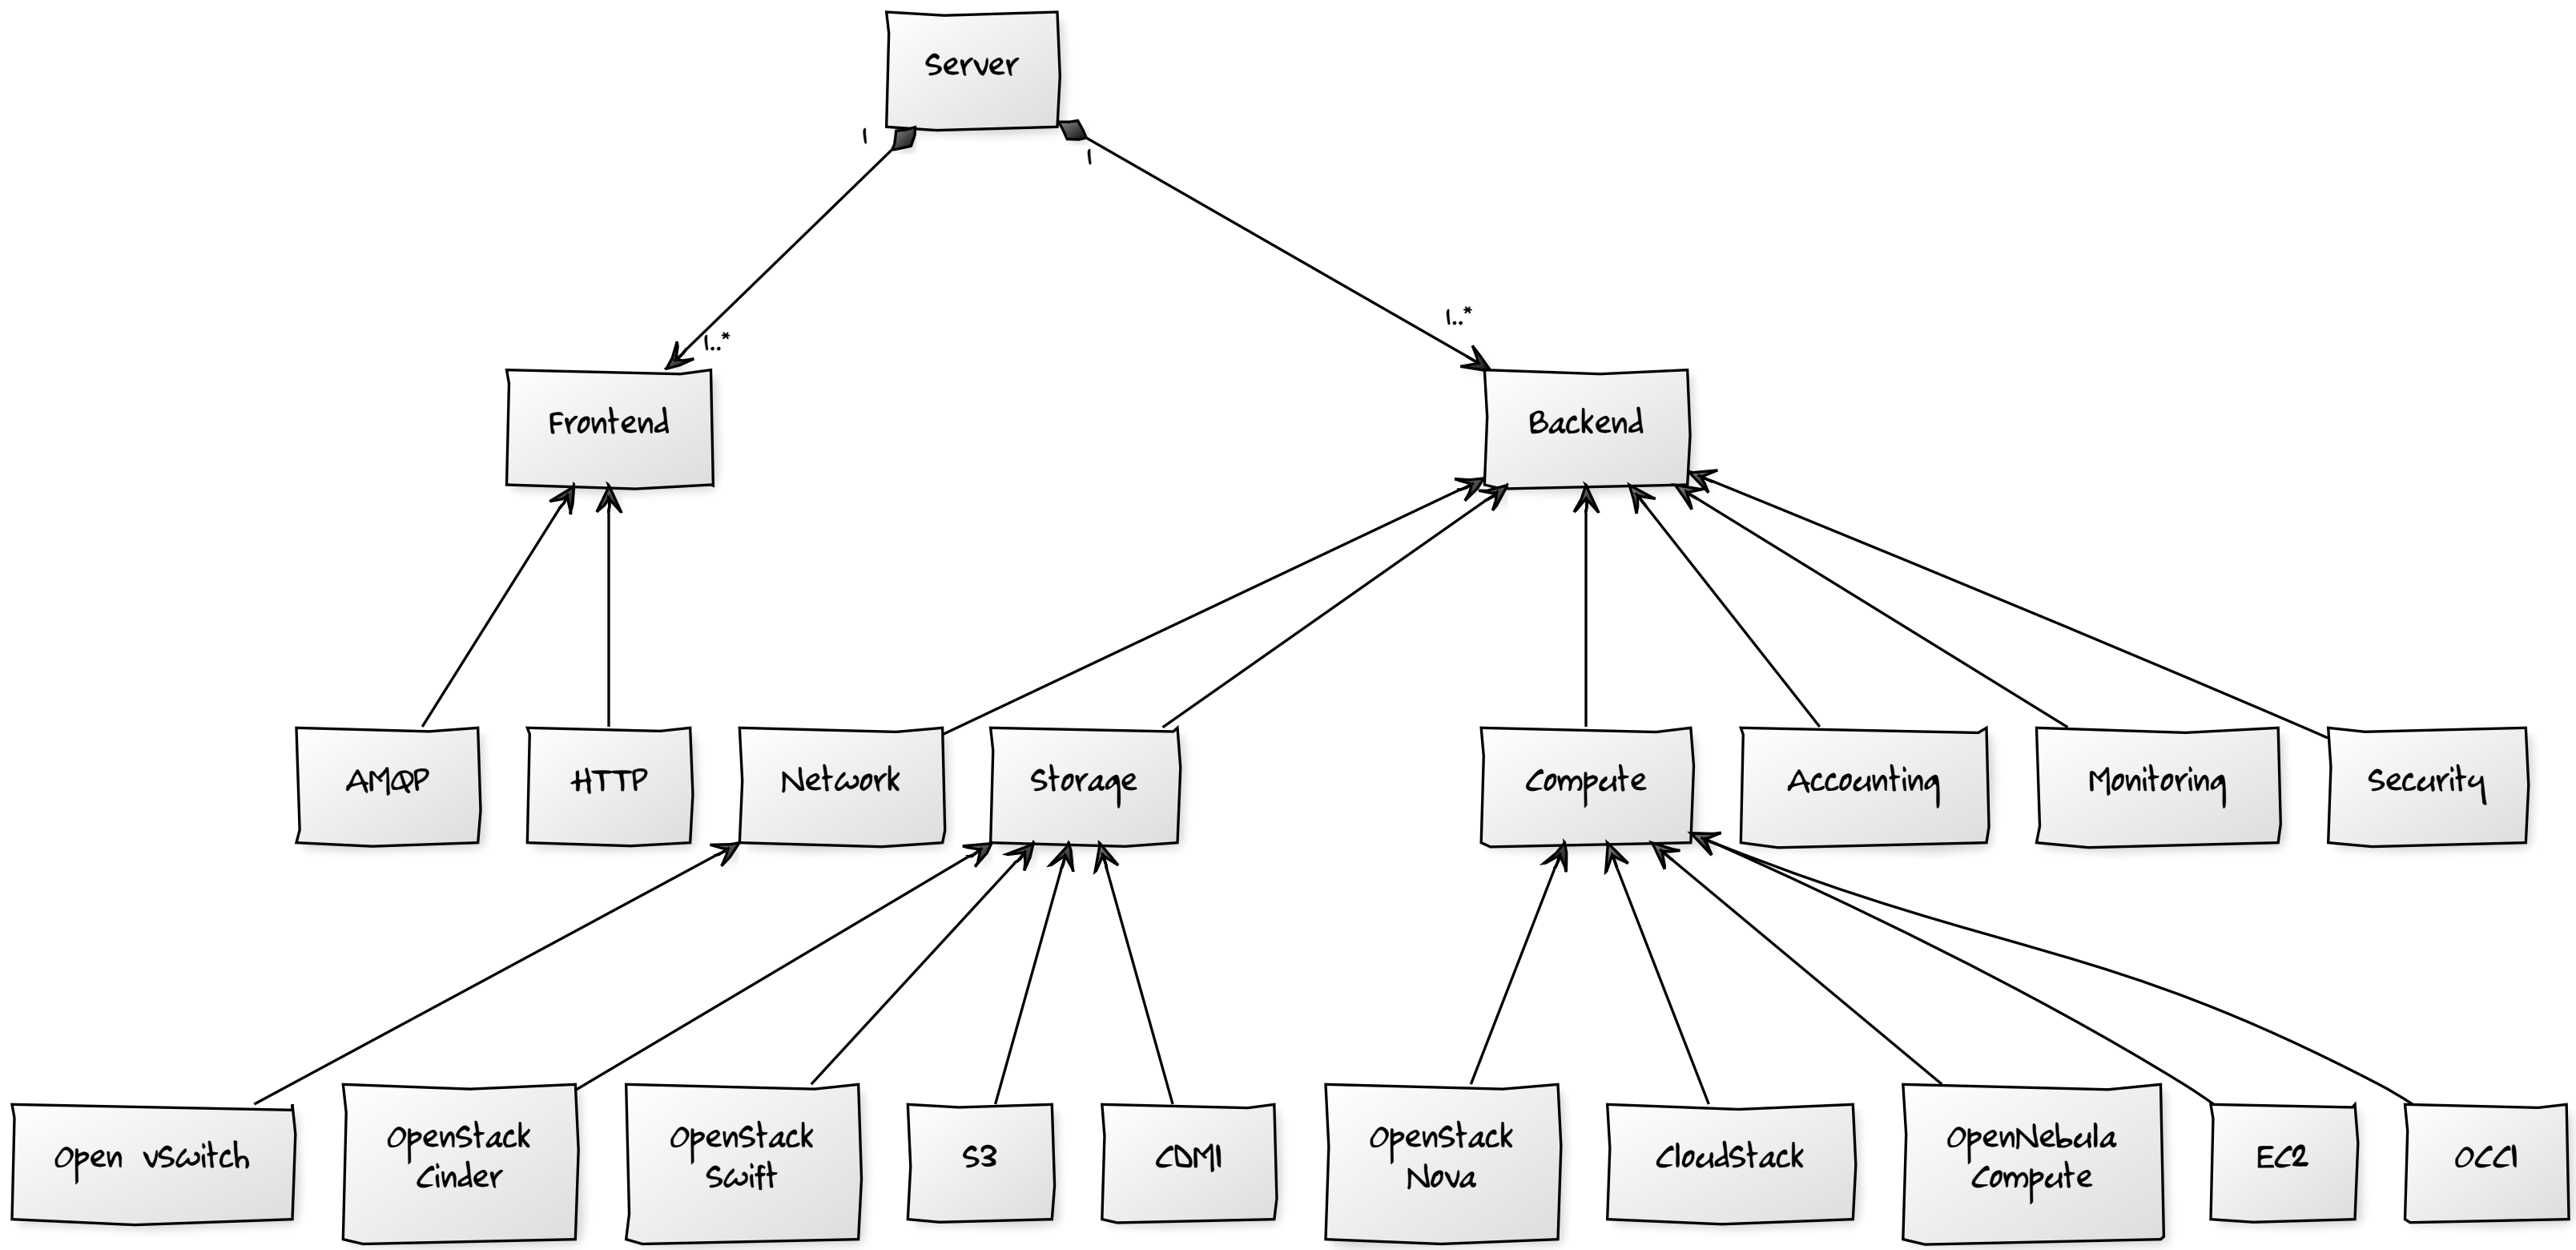 Server
1
1
1..*
1..*
Frontend
Backend
AMQP
HTTP
Network
Storage
Compute
Accounting
Monitoring
Security
Open vSwitch
OpenStack
Cinder
OpenStack
Swift
S3
CDMI
OpenStack
Nova
CloudStack
OpenNebula
Compute
EC2
OCCI